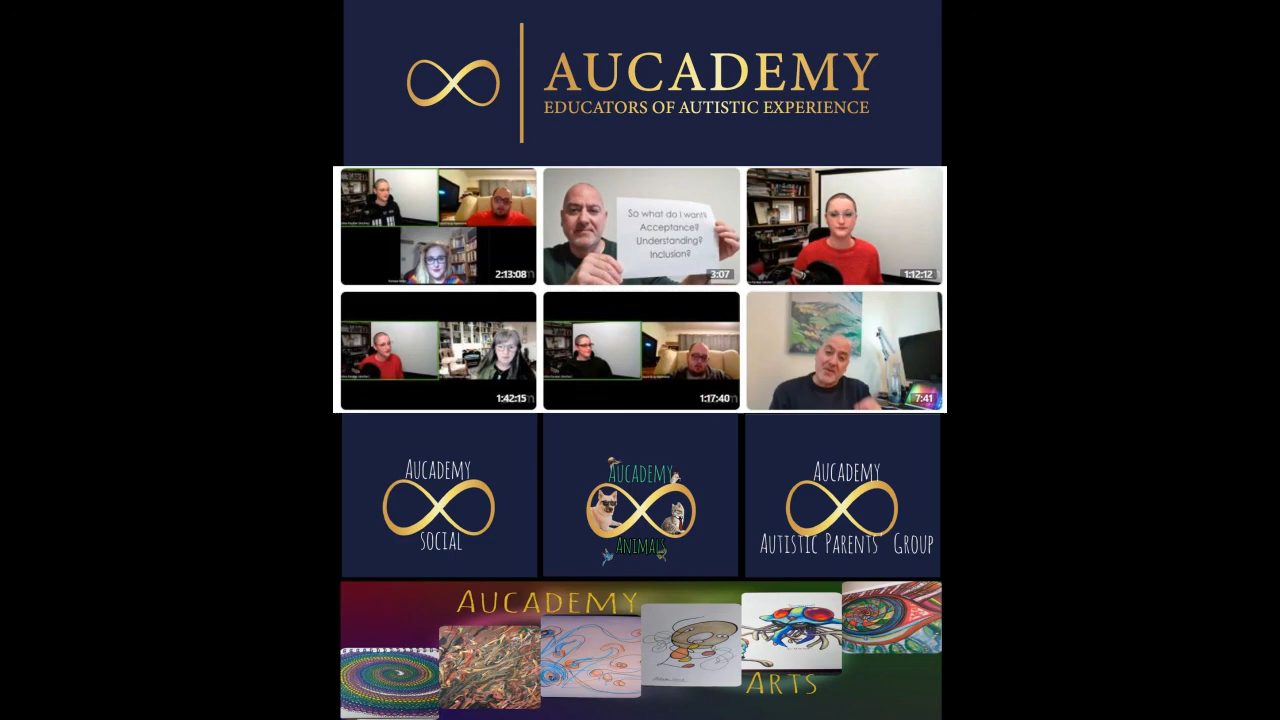 AUCADEMY
EDUCATORS OF AUTISTIC EXPERIENCE
2:13:08
So what do I want?
Acceptance?
Understanding?
Inclusion?
3:07
1:12:12
1:42:15
1:17:40
7:41
AUCADEMY
SOCIAL
AUCADEMY
ANIMALS
AUCADEMY
AUTISTIC PARENTS' GROUP
AUCADEMY
ARTS